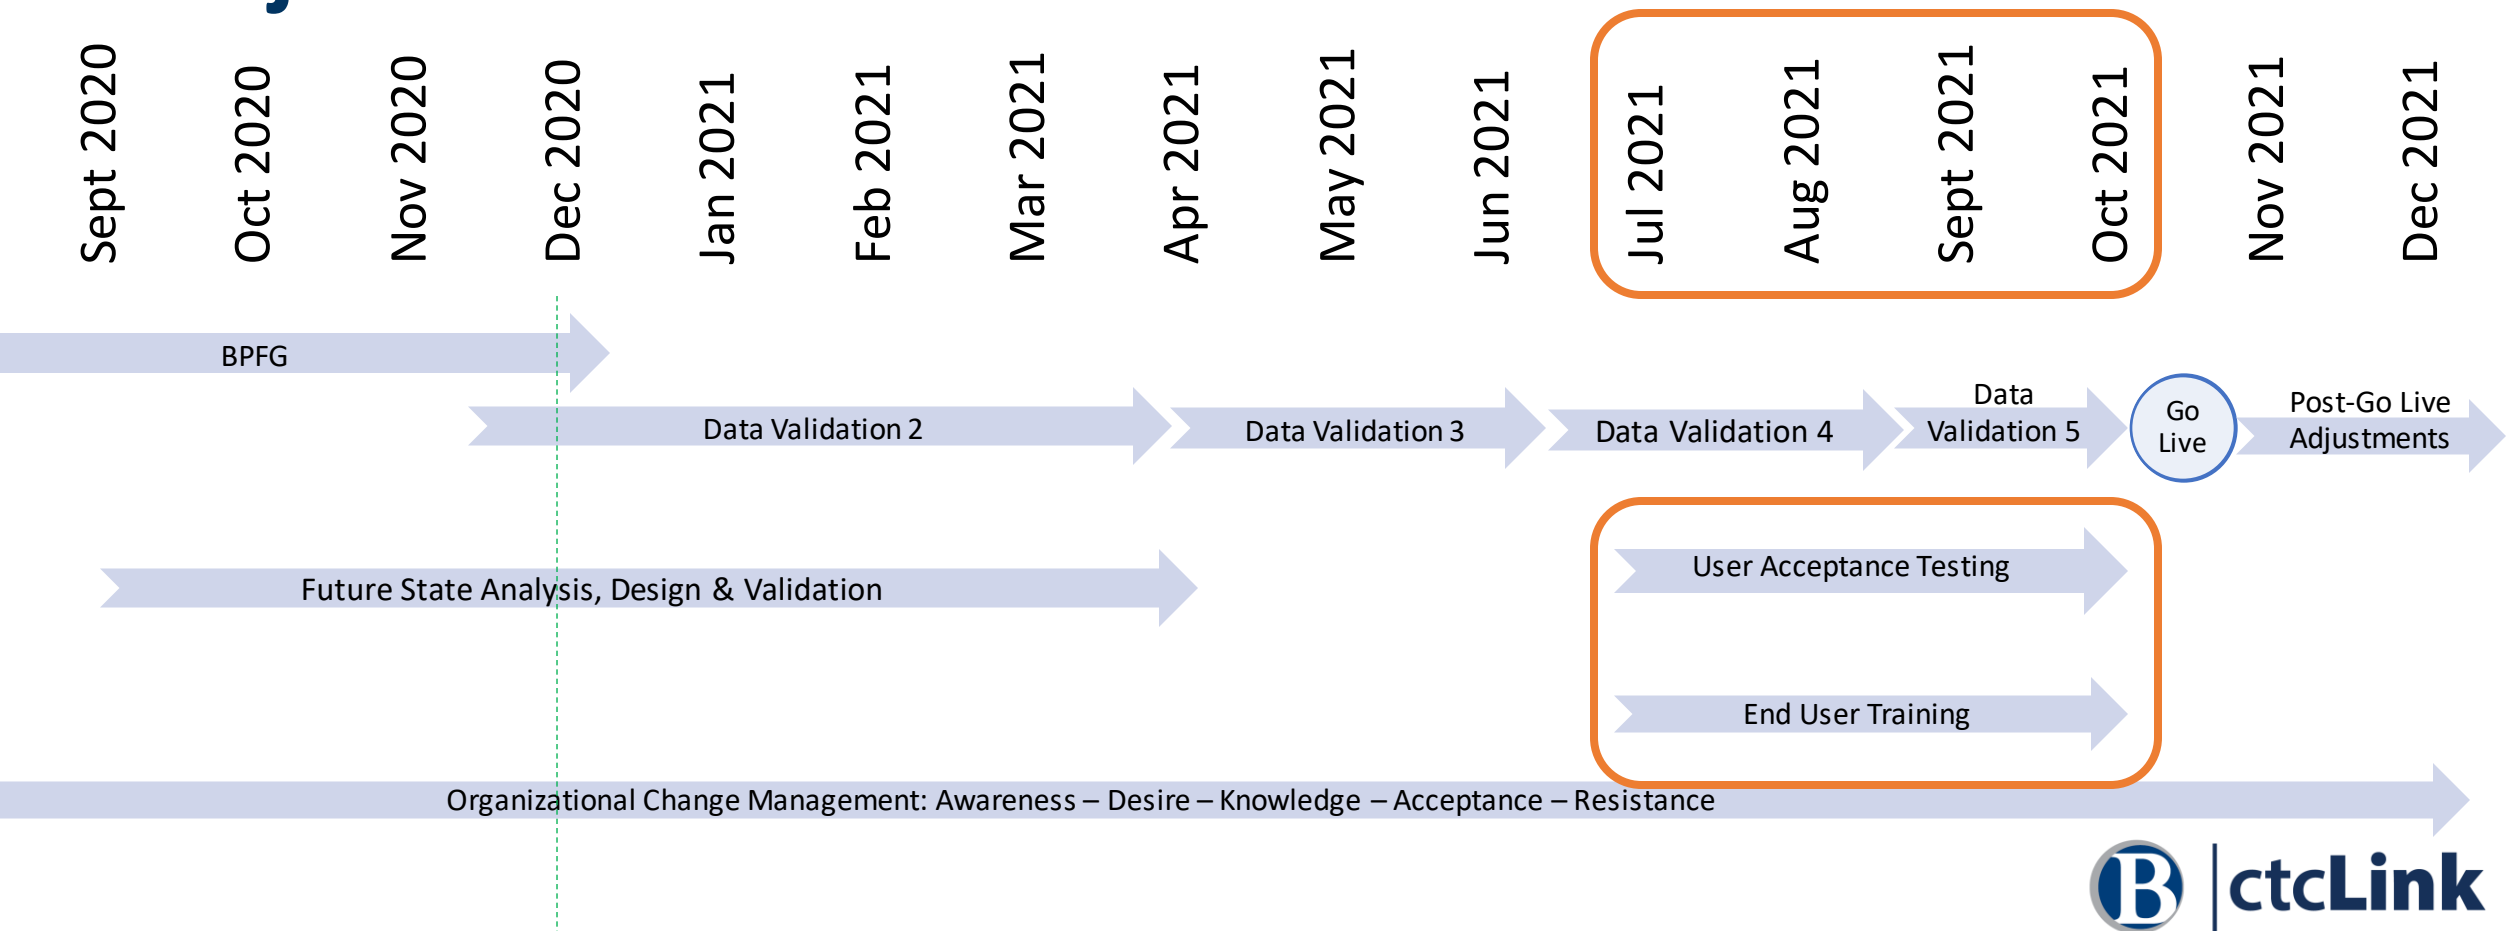 Sept 2020
Oct 2020
Nov 2020
Dec 2020
Jan 2021
Feb 2021
Mar 2021
Apr 2021
May 2021
Jun 2021
Jul 2021
Aug 2021
Sept 2021
Oct 2021
Nov 2021
Dec 2021
BPFG
Data Validation 2
Data Validation 3
Data Validation 4
Data
Validation 5
Go
Live
Post-Go Live
Adjustments
Future State Analysis, Design & Validation
User Acceptance Testing
End User Training
Organizational Change Management: Awareness – Desire – Knowledge – Acceptance – Resistance
B
ctcLink